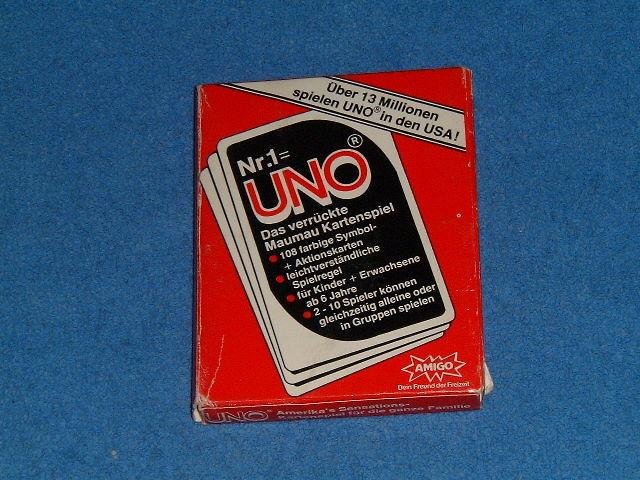 Über 13 Millionen
spielen UNO® in den USA!
Nr.1=
UNO®
Das verrückte
Maumau Kartenspiel
108 farbige Symbol-
+ Aktionskarten
leichtverständliche
Spielregel
für Kinder + Erwachsene
ab 6 Jahre
2 - 10 Spieler können
gleichzeitig alleine oder
in Gruppen spielen
AMIGO
Dein Freund der Freizeit
UNO™ Amerika's Sensations-
Kartenspiel für die ganze Familie